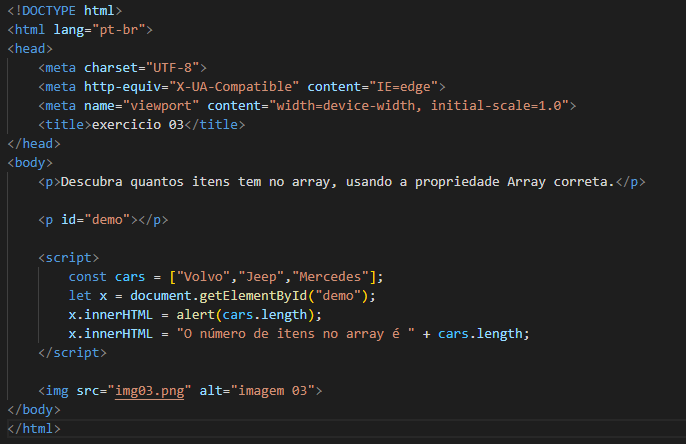 <!DOCTYPE html>
<html lang="pt-br">
<head>
    <meta charset="UTF-8">
    <meta http-equiv="X-UA-Compatible" content="IE=edge">
    <meta name="viewport" content="width=device-width, initial-scale=1.0">
    <title>exercicio 03</title>
</head>
<body>
    <p>Descubra quantos itens tem no array, usando a propriedade Array correta.</p>

    <p id="demo"></p>

    <script>
        const cars = ["Volvo","Jeep","Mercedes"];
        let x = document.getElementById("demo");
        x.innerHTML = alert(cars.length);
        x.innerHTML = "O número de itens no array é " + cars.length;
    </script>

    <img src="img03.png" alt="imagem 03">
</body>
</html>